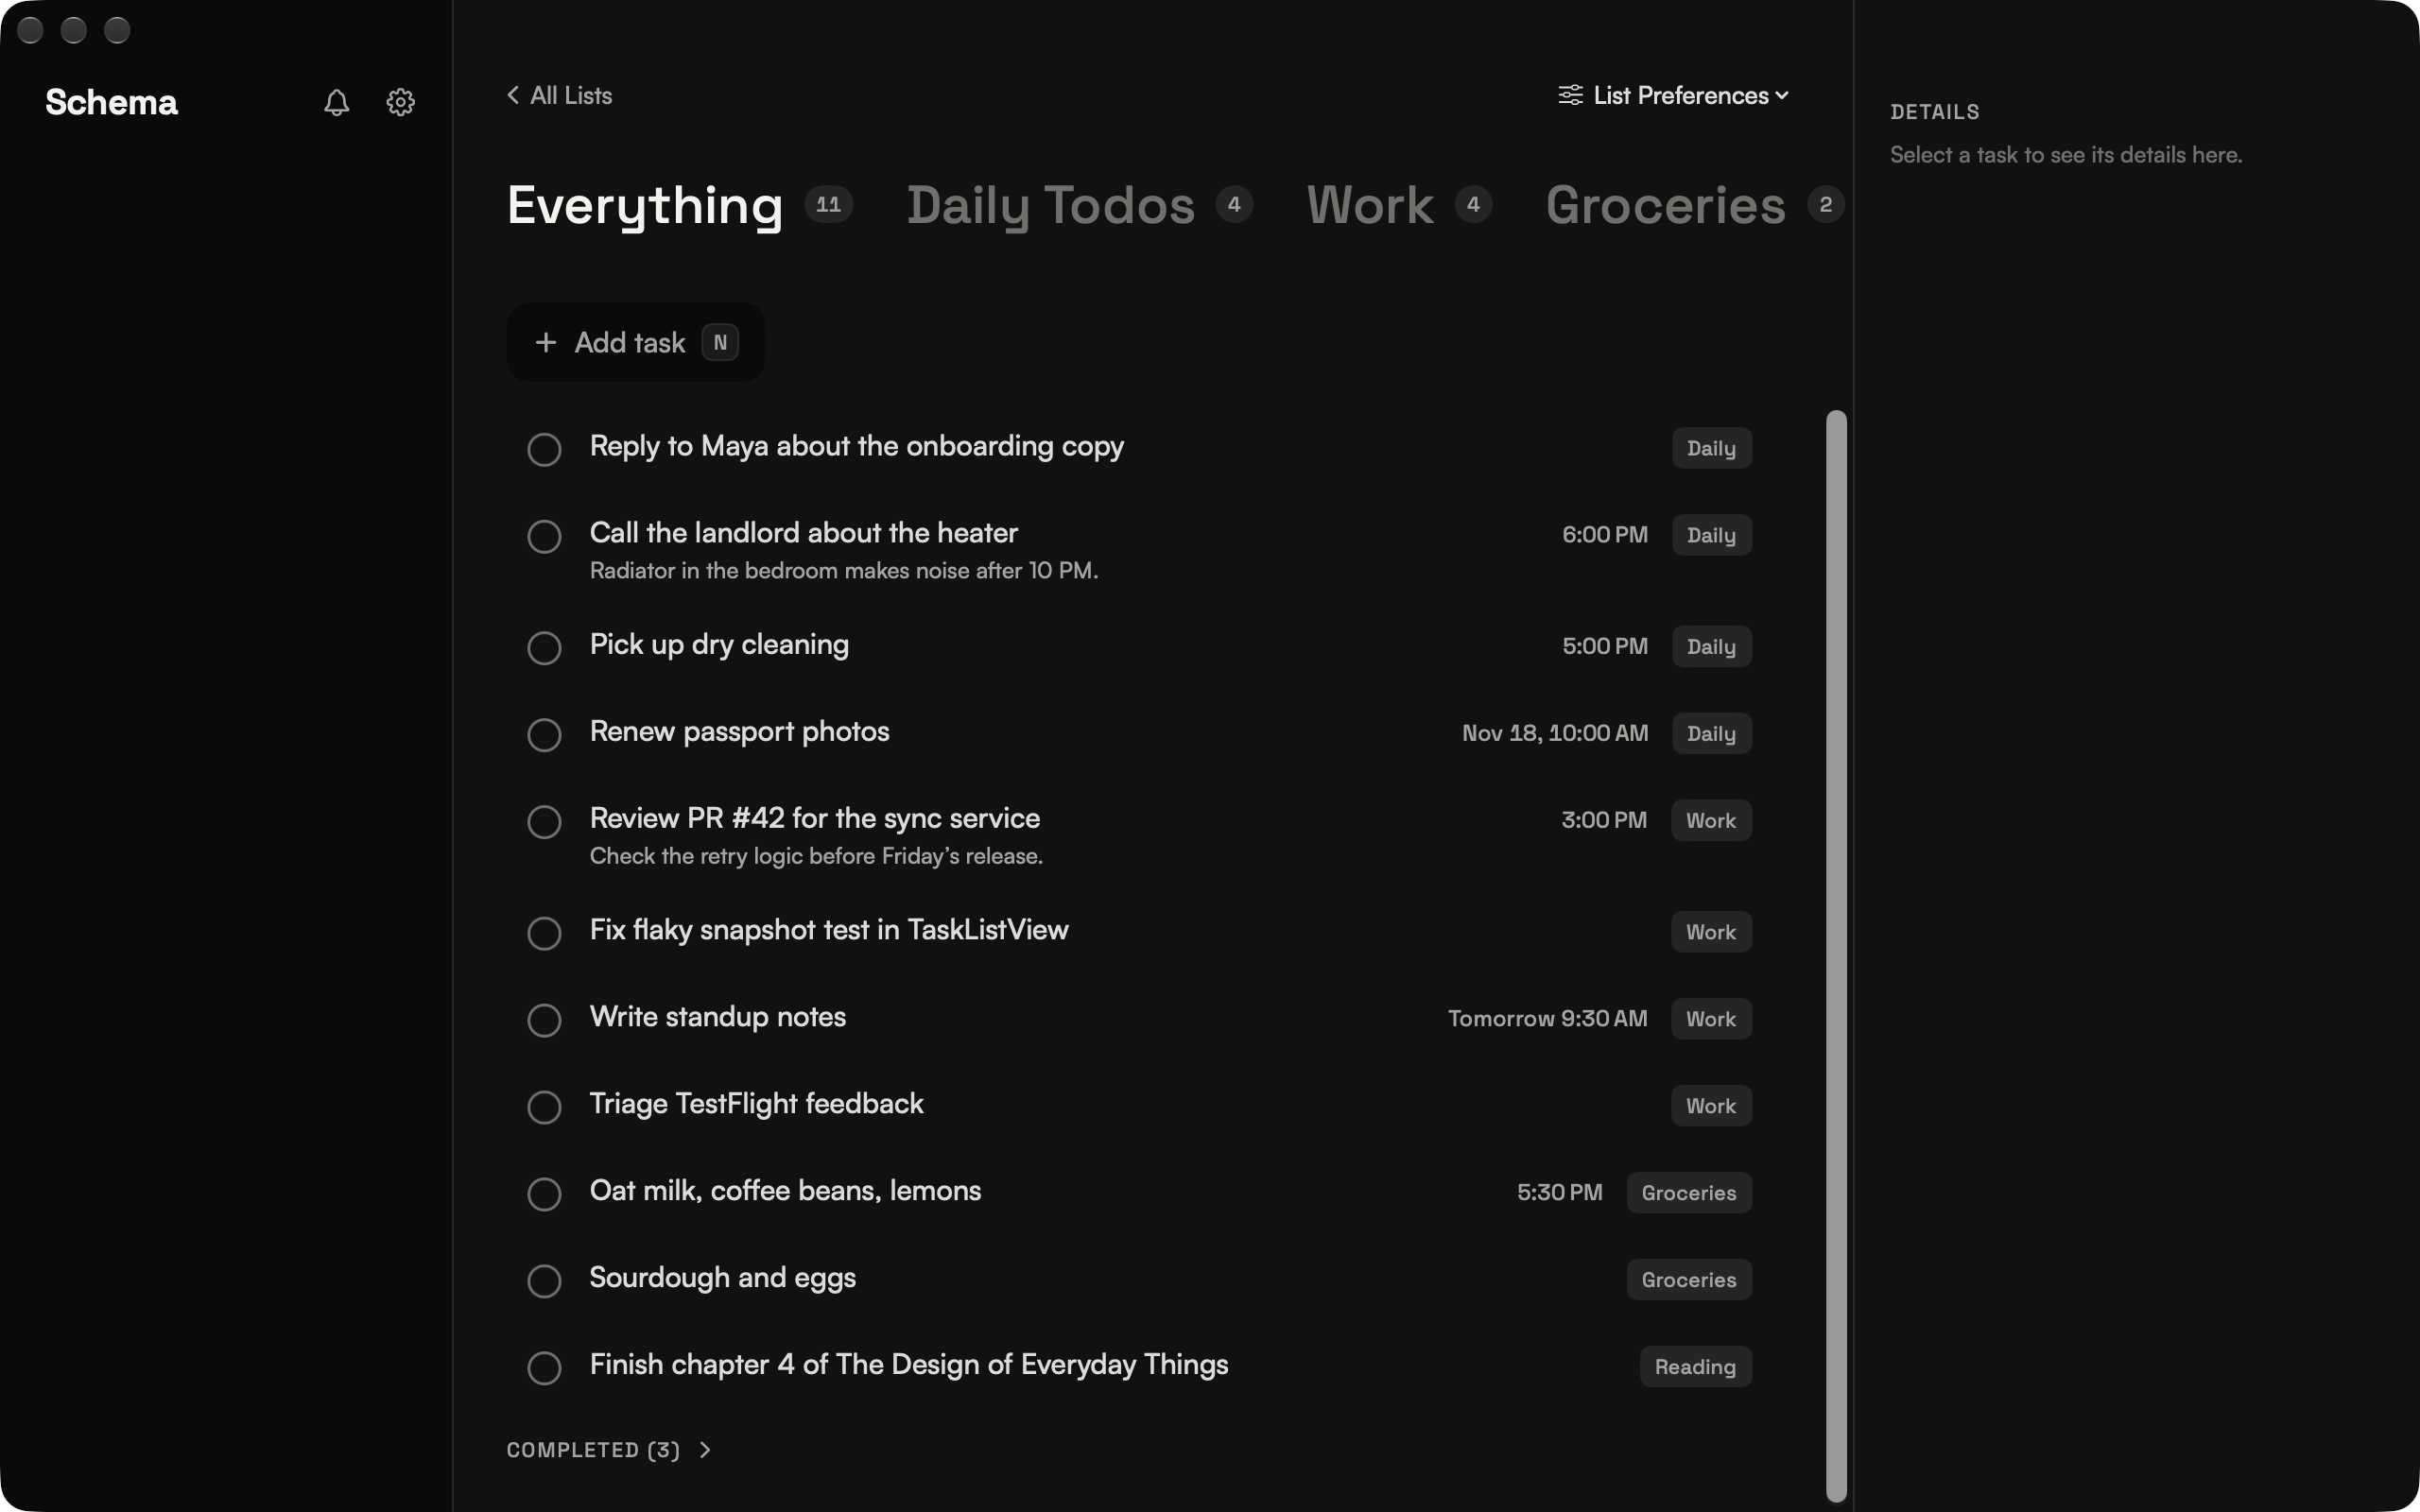 Schema
All Lists
List Preferences
DETAILS
Select a task to see its details here.
Everything 11 Daily Todos 4 Work 4 Groceries 2
Add task N
Reply to Maya about the onboarding copy Daily
Call the landlord about the heater 6:00 PM Daily
Radiator in the bedroom makes noise after 10 PM.
Pick up dry cleaning 5:00 PM Daily
Renew passport photos Nov 18, 10:00 AM Daily
Review PR #42 for the sync service 3:00 PM Work
Check the retry logic before Friday’s release.
Fix flaky snapshot test in TaskListView Work
Write standup notes Tomorrow 9:30 AM Work
Triage TestFlight feedback Work
Oat milk, coffee beans, lemons 5:30 PM Groceries
Sourdough and eggs Groceries
Finish chapter 4 of The Design of Everyday Things Reading
COMPLETED (3)